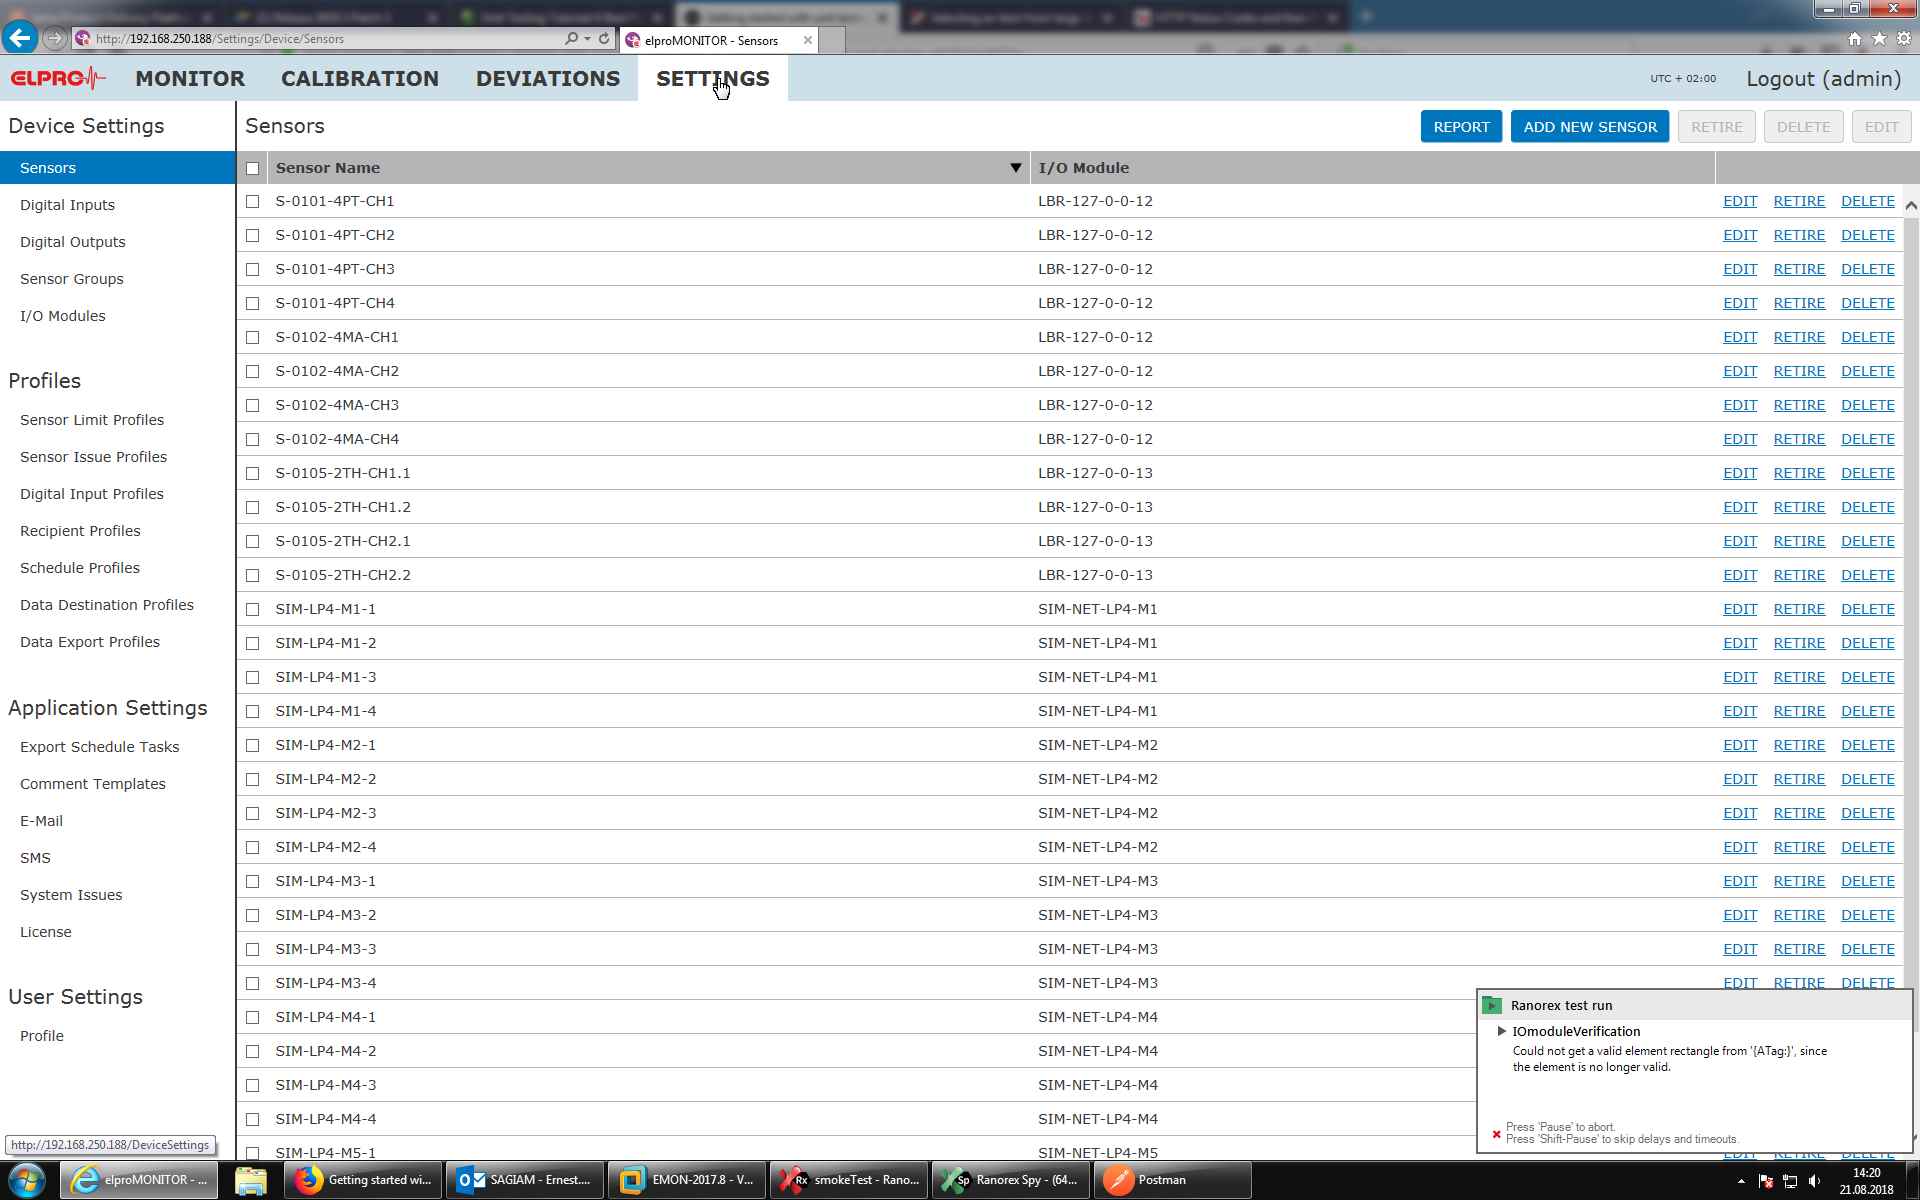 http://192.168.250.188/Settings/Device/Sensors
elproMONITOR - Sensors
ELPRO
MONITOR
CALIBRATION
DEVIATIONS
SETTINGS
UTC + 02:00
Logout (admin)
Device Settings
Sensors
Digital Inputs
Digital Outputs
Sensor Groups
I/O Modules
Profiles
Sensor Limit Profiles
Sensor Issue Profiles
Digital Input Profiles
Recipient Profiles
Schedule Profiles
Data Destination Profiles
Data Export Profiles
Application Settings
Export Schedule Tasks
Comment Templates
E-Mail
SMS
System Issues
License
User Settings
Profile
http://192.168.250.188/DeviceSettings
Sensors
REPORT
ADD NEW SENSOR
RETIRE
DELETE
EDIT
Sensor Name I/O Module
S-0101-4PT-CH1 LBR-127-0-0-12 EDIT RETIRE DELETE
S-0101-4PT-CH2 LBR-127-0-0-12 EDIT RETIRE DELETE
S-0101-4PT-CH3 LBR-127-0-0-12 EDIT RETIRE DELETE
S-0101-4PT-CH4 LBR-127-0-0-12 EDIT RETIRE DELETE
S-0102-4MA-CH1 LBR-127-0-0-12 EDIT RETIRE DELETE
S-0102-4MA-CH2 LBR-127-0-0-12 EDIT RETIRE DELETE
S-0102-4MA-CH3 LBR-127-0-0-12 EDIT RETIRE DELETE
S-0102-4MA-CH4 LBR-127-0-0-12 EDIT RETIRE DELETE
S-0105-2TH-CH1.1 LBR-127-0-0-13 EDIT RETIRE DELETE
S-0105-2TH-CH1.2 LBR-127-0-0-13 EDIT RETIRE DELETE
S-0105-2TH-CH2.1 LBR-127-0-0-13 EDIT RETIRE DELETE
S-0105-2TH-CH2.2 LBR-127-0-0-13 EDIT RETIRE DELETE
SIM-LP4-M1-1 SIM-NET-LP4-M1 EDIT RETIRE DELETE
SIM-LP4-M1-2 SIM-NET-LP4-M1 EDIT RETIRE DELETE
SIM-LP4-M1-3 SIM-NET-LP4-M1 EDIT RETIRE DELETE
SIM-LP4-M1-4 SIM-NET-LP4-M1 EDIT RETIRE DELETE
SIM-LP4-M2-1 SIM-NET-LP4-M2 EDIT RETIRE DELETE
SIM-LP4-M2-2 SIM-NET-LP4-M2 EDIT RETIRE DELETE
SIM-LP4-M2-3 SIM-NET-LP4-M2 EDIT RETIRE DELETE
SIM-LP4-M2-4 SIM-NET-LP4-M2 EDIT RETIRE DELETE
SIM-LP4-M3-1 SIM-NET-LP4-M3 EDIT RETIRE DELETE
SIM-LP4-M3-2 SIM-NET-LP4-M3 EDIT RETIRE DELETE
SIM-LP4-M3-3 SIM-NET-LP4-M3 EDIT RETIRE DELETE
SIM-LP4-M3-4 SIM-NET-LP4-M3 EDIT RETIRE DELETE
SIM-LP4-M4-1 SIM-NET-LP4-M4
SIM-LP4-M4-2 SIM-NET-LP4-M4
SIM-LP4-M4-3 SIM-NET-LP4-M4
SIM-LP4-M4-4 SIM-NET-LP4-M4
SIM-LP4-M5-1 SIM-NET-LP4-M5 EDIT RETIRE DELETE
Ranorex test run
IOmoduleVerification
Could not get a valid element rectangle from '{ATag:}', since
the element is no longer valid.
Press 'Pause' to abort.
Press 'Shift-Pause' to skip delays and timeouts.
elproMONITOR - ...
Getting started wi...
SAGIAM - Ernest....
EMON-2017.8 - V...
smokeTest - Rano...
Ranorex Spy - (64...
Postman
14:20
21.08.2018